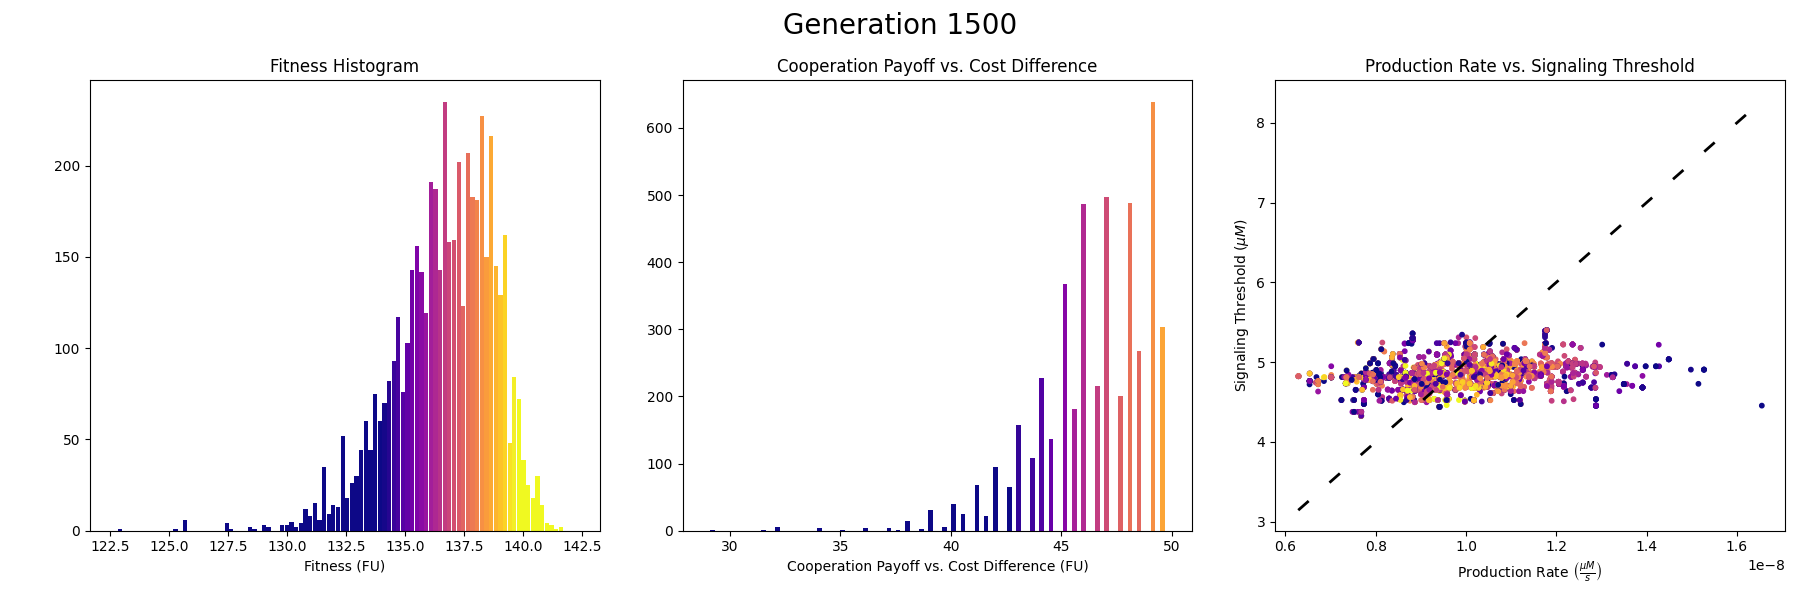 Generation 1500
Fitness Histogram
200
150
100
50
0
122.5 125.0 127.5 130.0 132.5 135.0 137.5 140.0 142.5
Fitness (FU)
Cooperation Payoff vs. Cost Difference
600
500
400
300
200
100
0
30 35 40 45 50
Cooperation Payoff vs. Cost Difference (FU)
Production Rate vs. Signaling Threshold
Signaling Threshold (μM)
8
7
6
5
4
3
0.6 0.8 1.0 1.2 1.4 1.6
1e−8
Production Rate (μM/s)